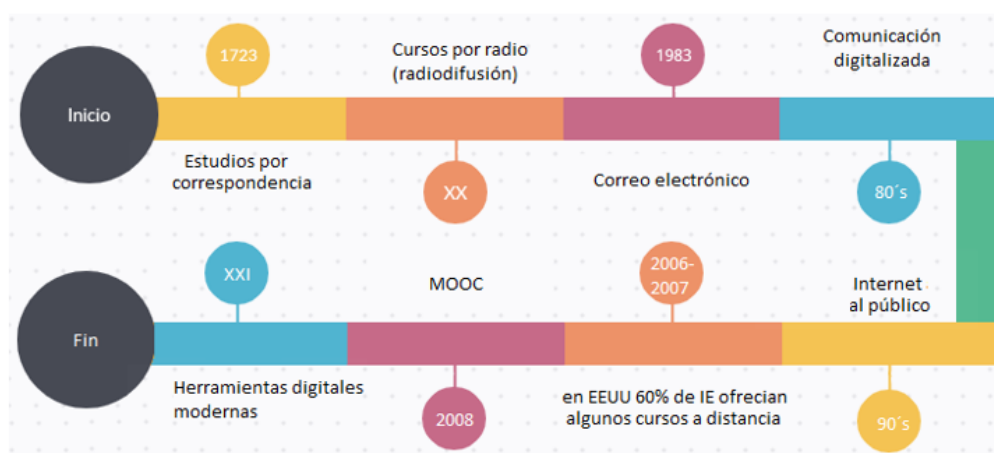 Inicio
1723
Estudios por
correspondencia
Cursos por radio
(radiodifusión)
XX
1983
Correo electrónico
Comunicación
digitalizada
80´s
Internet
al público
90´s
2006-
2007
en EEUU 60% de IE ofrecian
algunos cursos a distancia
MOOC
2008
XXI
Herramientas digitales
modernas
Fin